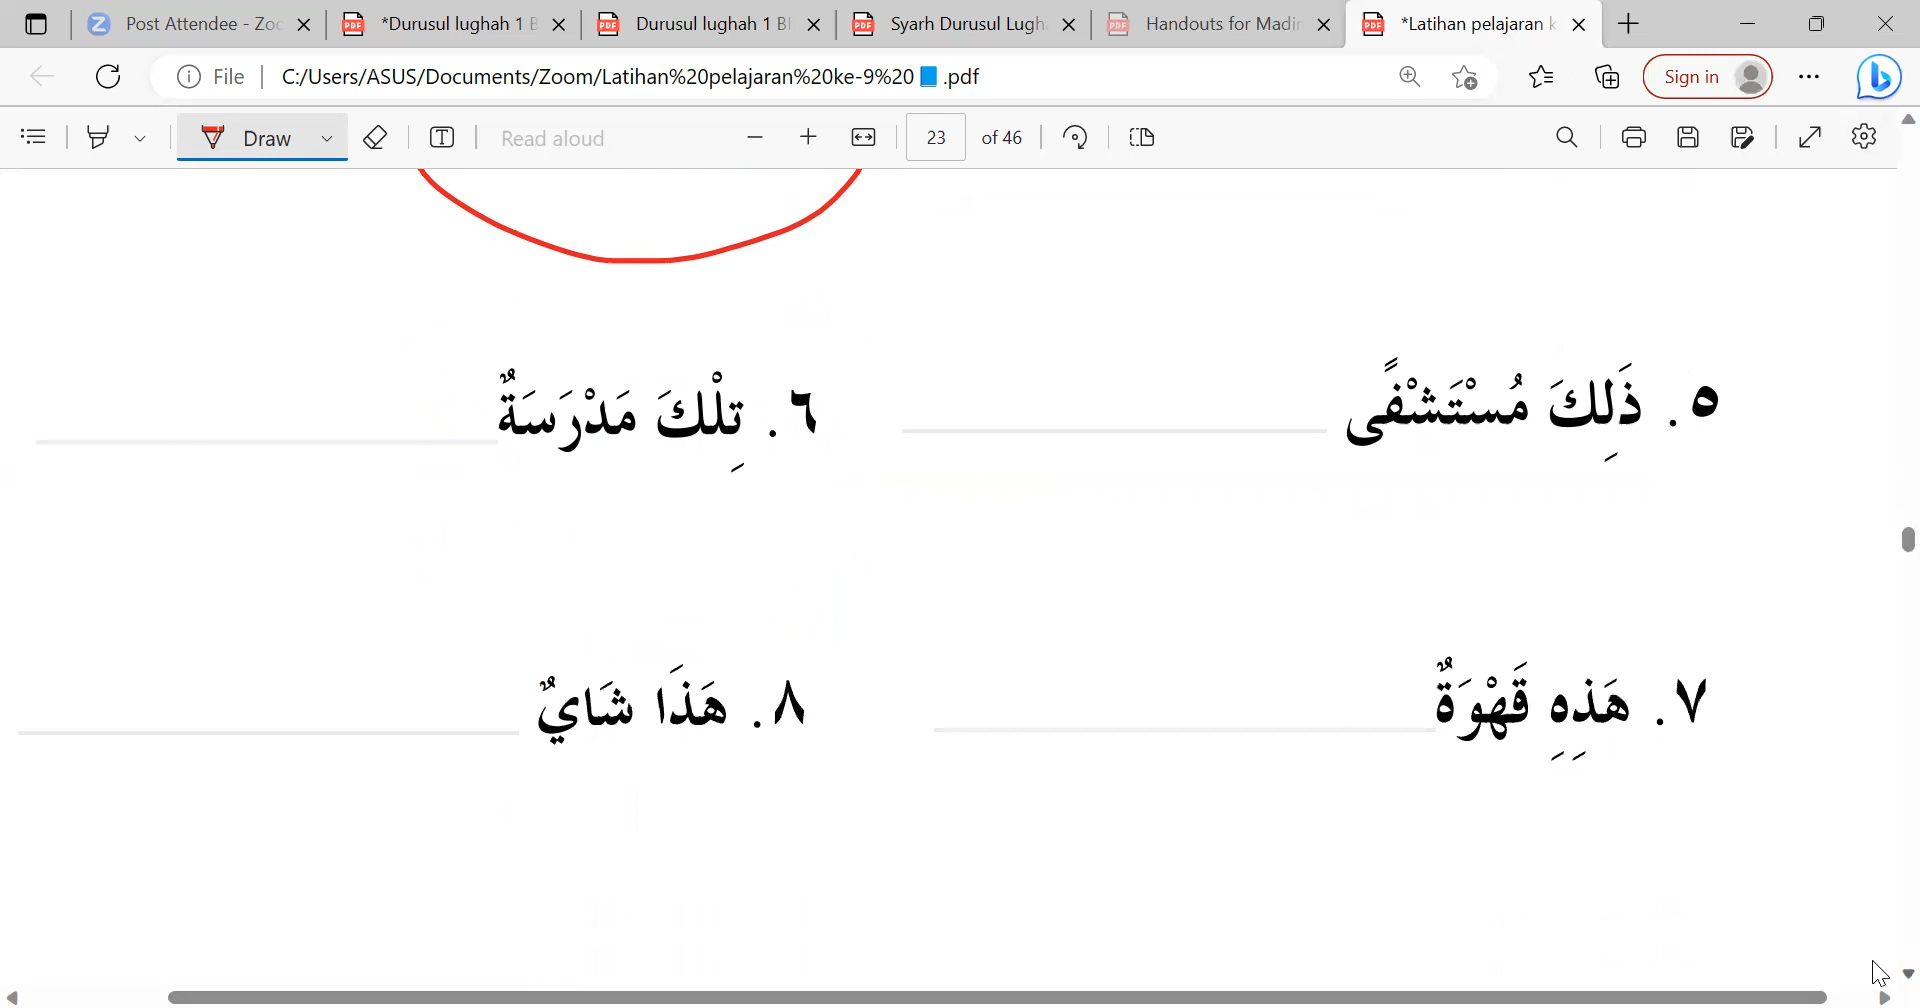 Post Attendee - Zoo
*Durusul lughah 1 B
Durusul lughah 1 B
Syarh Durusul Lugh
Handouts for Madin
*Latihan pelajaran k
File
C:/Users/ASUS/Documents/Zoom/Latihan%20pelajaran%20ke-9%20📘.pdf
Sign in
Draw
Read aloud
23 of 46
٥. ذَلِكَ مُسْتَشْفًى
٦. تِلْكَ مَدْرَسَةٌ
٧. هَذِهِ قَهْوَةٌ
٨. هَذَا شَايٌ